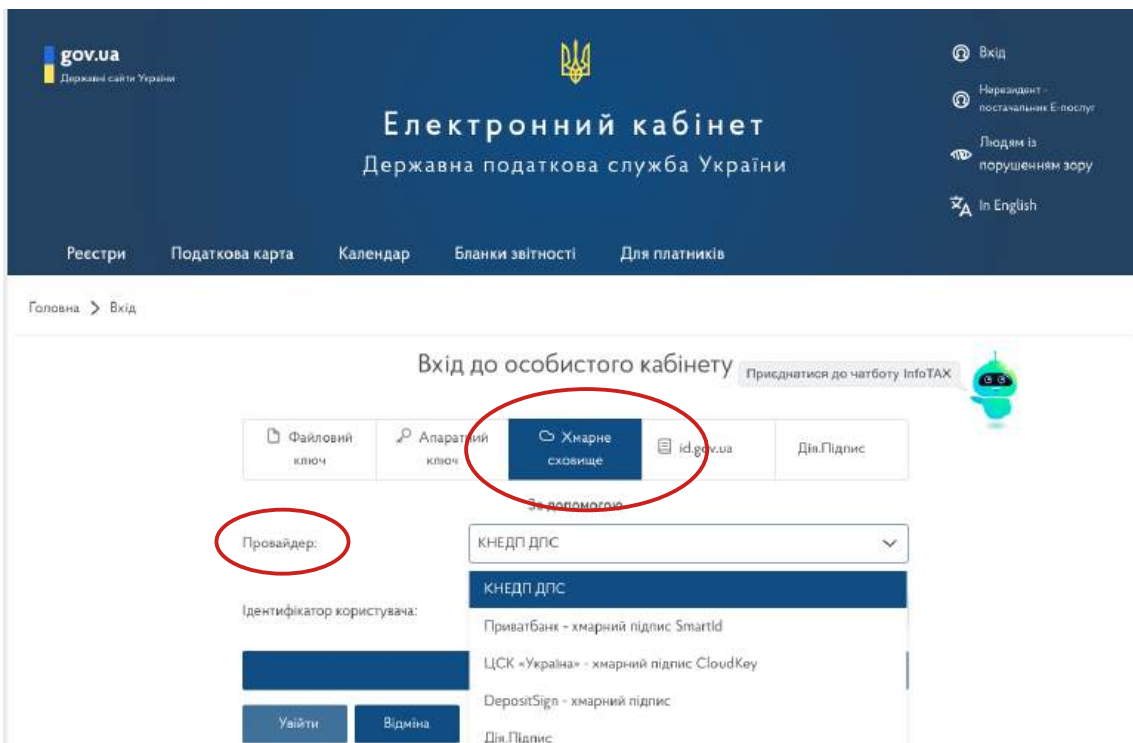 gov.ua
Державні сайти України
Вхід
Нерезидент -
постачальник Е-послуг
Людям із
порушенням зору
In English
Електронний кабінет
Державна податкова служба України
Реєстри Податкова карта Календар Бланки звітності Для платників
Головна > Вхід
Вхід до особистого кабінету
Приєднатися до чатботу InfoTAX
Файловий ключ
Апаратний ключ
Хмарне сховище
id.gov.ua
Дія.Підпис
За допомогою
Провайдер:
КНЕДП ДПС
КНЕДП ДПС
Ідентифікатор користувача:
Приватбанк - хмарний підпис SmartId
ЦСК «Україна» - хмарний підпис CloudKey
DepositSign - хмарний підпис
Увійти Відміна
Дія.Підпис